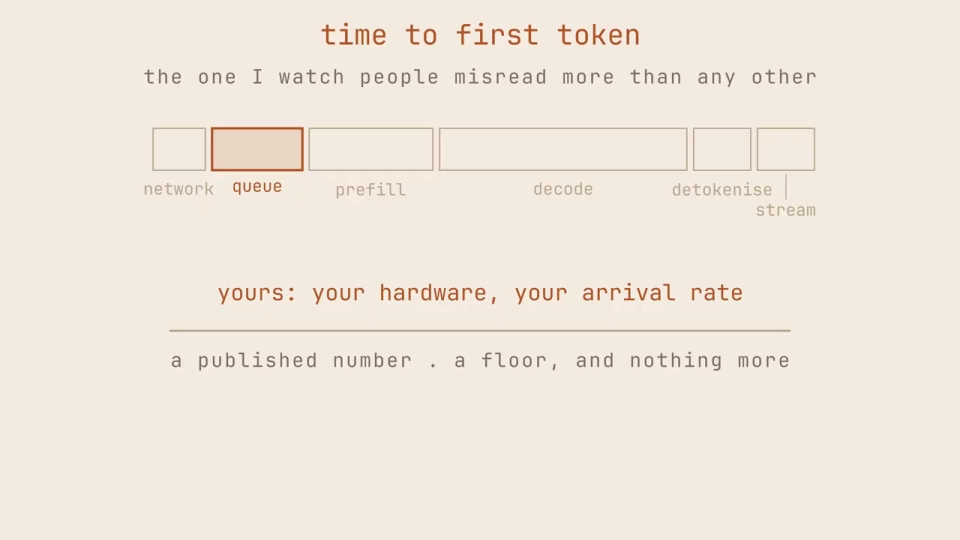 time to first token
the one I watch people misread more than any other
network queue prefill decode detokenise
stream
yours: your hardware, your arrival rate
a published number . a floor, and nothing more